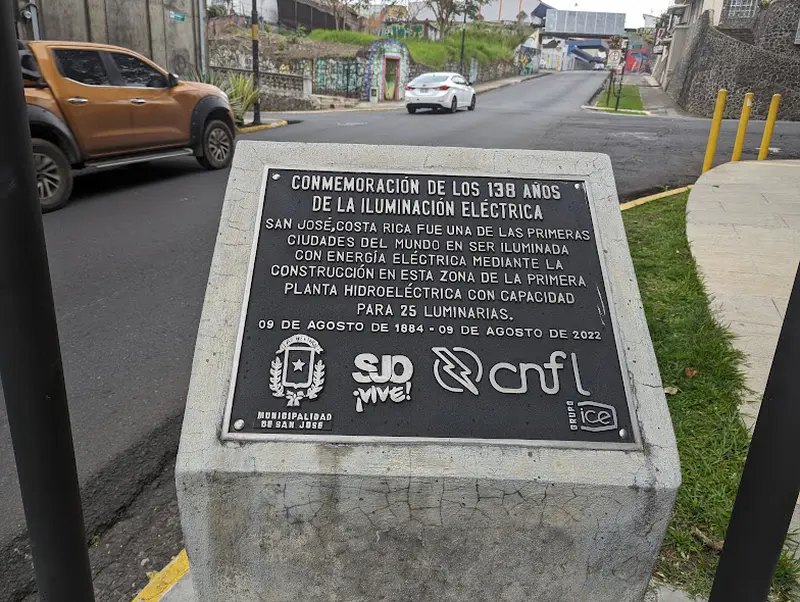 CONMEMORACIÓN DE LOS 138 AÑOS
DE LA ILUMINACIÓN ELÉCTRICA
SAN JOSÉ,COSTA RICA FUE UNA DE LAS PRIMERAS
CIUDADES DEL MUNDO EN SER ILUMINADA
CON ENERGÍA ELÉCTRICA MEDIANTE LA
CONSTRUCCIÓN EN ESTA ZONA DE LA PRIMERA
PLANTA HIDROELÉCTRICA CON CAPACIDAD
PARA 25 LUMINARIAS.
09 DE AGOSTO DE 1884 - 09 DE AGOSTO DE 2022
MUNICIPALIDAD
DE SAN JOSE
SJO
¡VIVE!
cnfl
GRUPO
ice